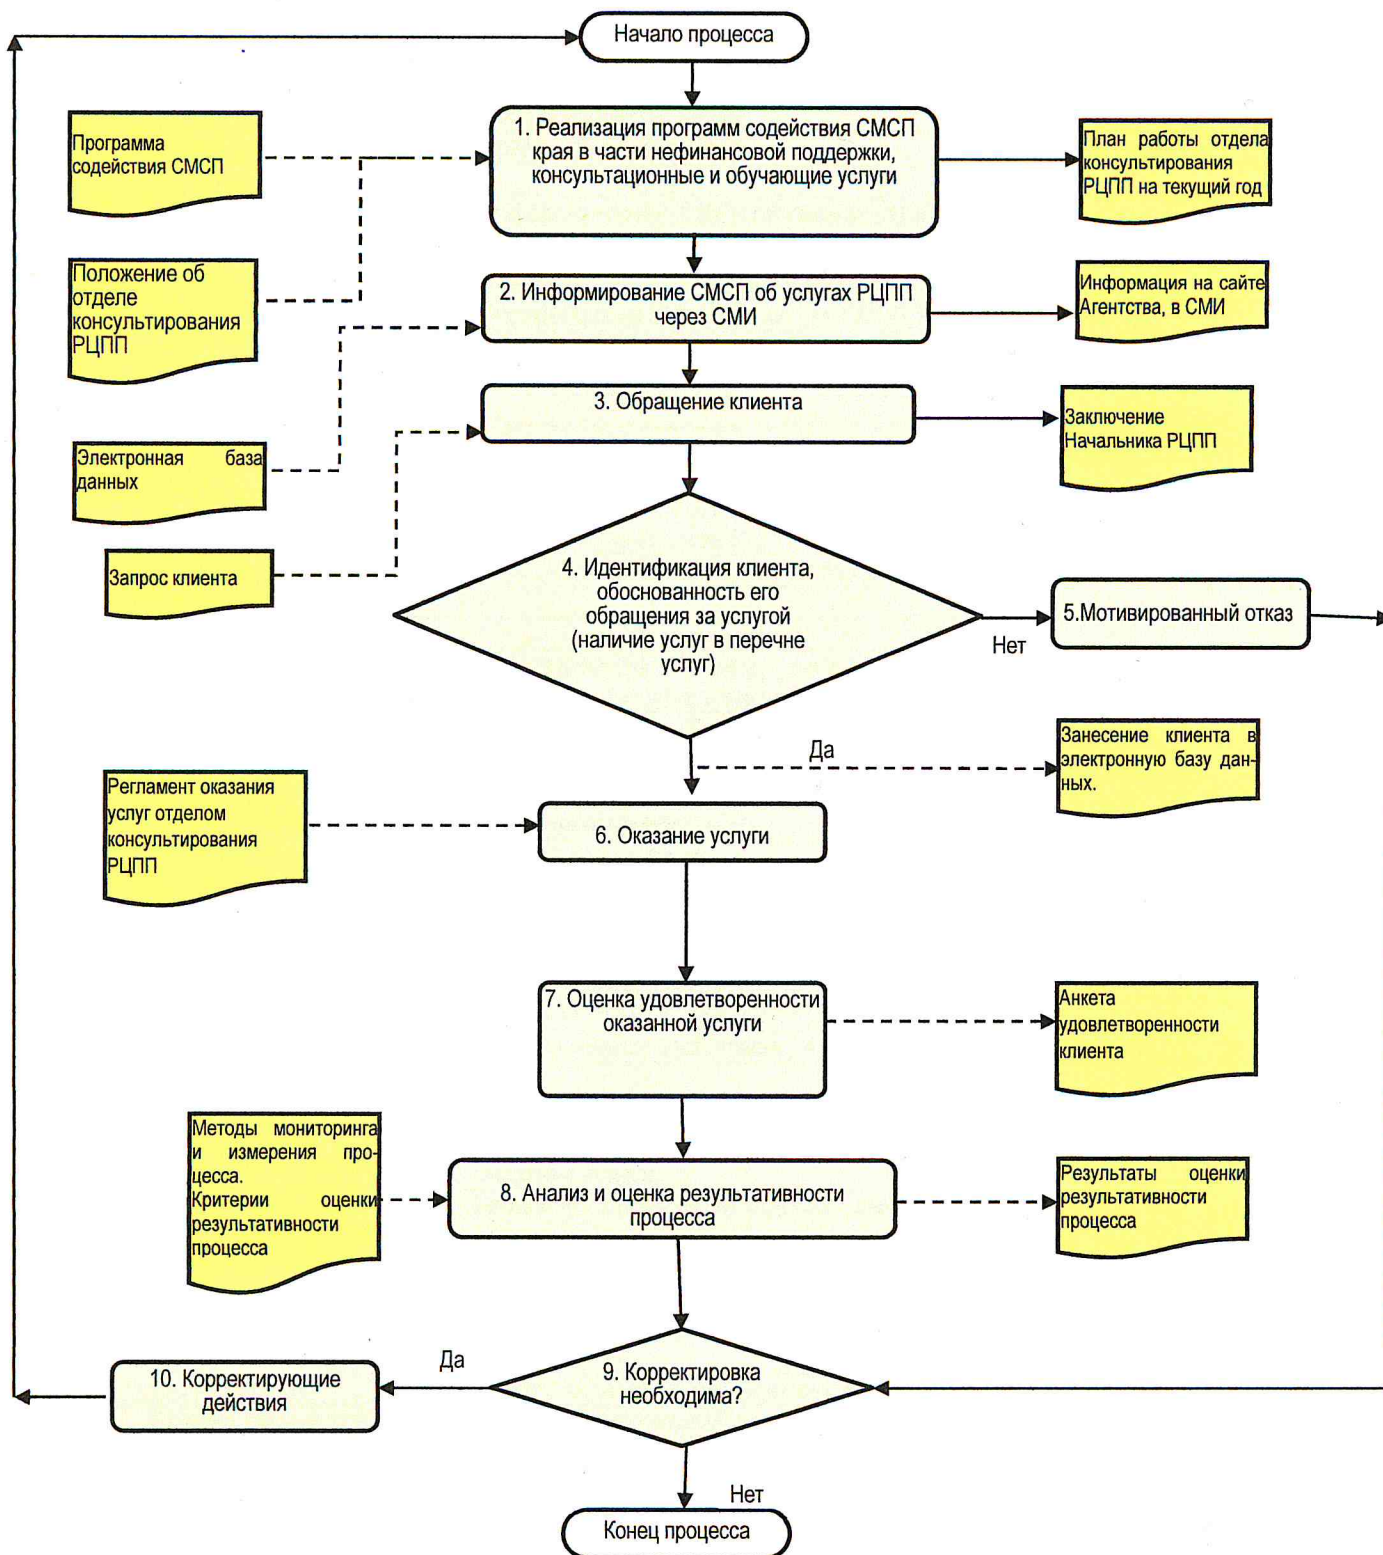 Начало процесса
Программа
содействия СМСП
1. Реализация программ содействия СМСП
края в части нефинансовой поддержки,
консультационные и обучающие услуги
План работы отдела
консультирования
РЦПП на текущий год
Положение об
отделе
консультирования
РЦПП
2. Информирование СМСП об услугах РЦПП
через СМИ
Информация на сайте
Агентства, в СМИ
3. Обращение клиента
Заключение
Начальника РЦПП
Электронная база
данных
Запрос клиента
4. Идентификация клиента,
обоснованность его
обращения за услугой
(наличие услуг в перечне
услуг)
Нет
5.Мотивированный отказ
Да
Занесение клиента в
электронную базу дан-
ных.
Регламент оказания
услуг отделом
консультирования
РЦПП
6. Оказание услуги
7. Оценка удовлетворенности
оказанной услуги
Анкета
удовлетворенности
клиента
Методы мониторинга
и измерения про-
цесса.
Критерии оценки
результативности
процесса
8. Анализ и оценка результативности
процесса
Результаты оценки
результативности
процесса
9. Корректировка
необходима?
Да
10. Корректирующие
действия
Нет
Конец процесса